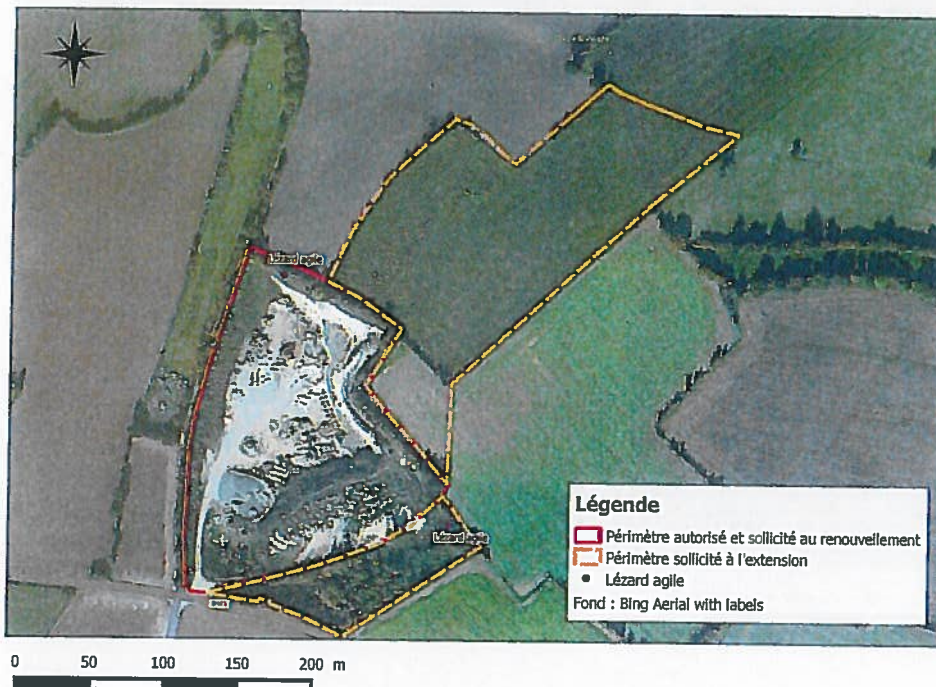 Lézard agile
Lézard agile
Légende
Périmètre autorisé et sollicité au renouvellement
Périmètre sollicité à l'extension
Lézard agile
Fond : Bing Aerial with labels
0 50 100 150 200 m